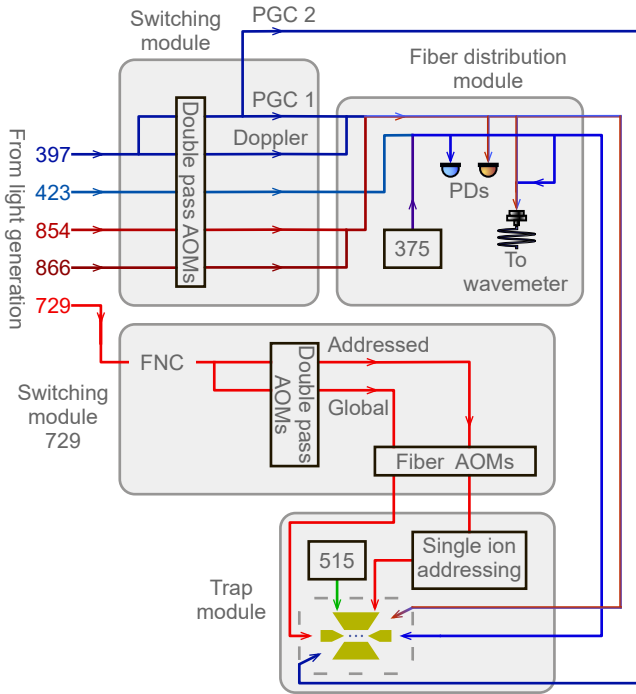 PGC 2
Switching
module
Fiber distribution
module
PGC 1
Doppler
Double pass AOMs
From light generation
397
423
854
866
729
PDs
375
To
wavemeter
FNC
Addressed
Double pass
AOMs
Global
Switching
module
729
Fiber AOMs
515
Single ion
addressing
Trap
module